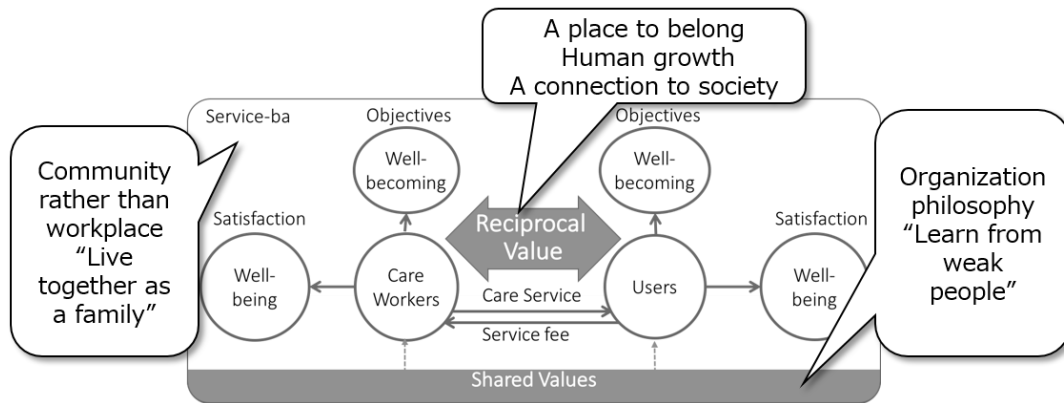 A place to belong
Human growth
A connection to society
Service-ba
Objectives
Objectives
Community
rather than
workplace
“Live
together as
a family”
Well-
becoming
Well-
becoming
Organization
philosophy
“Learn from
weak
people”
Satisfaction
Reciprocal
Value
Satisfaction
Well-
being
Care
Workers
Care Service
Service fee
Users
Well-
being
Shared Values